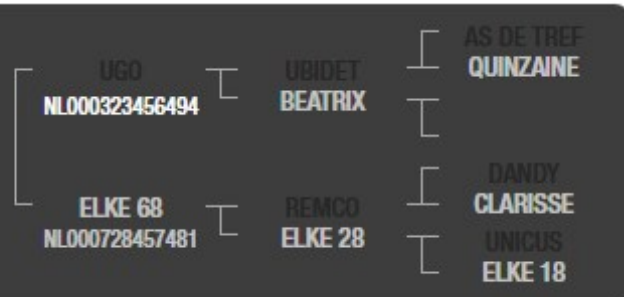 UGO
NL000323456494
UBIDET
BEATRIX
AS DE TREF
QUINZAINE
ELKE 68
NL000728457481
REMCO
ELKE 28
DANDY
CLARISSE
UNICUS
ELKE 18